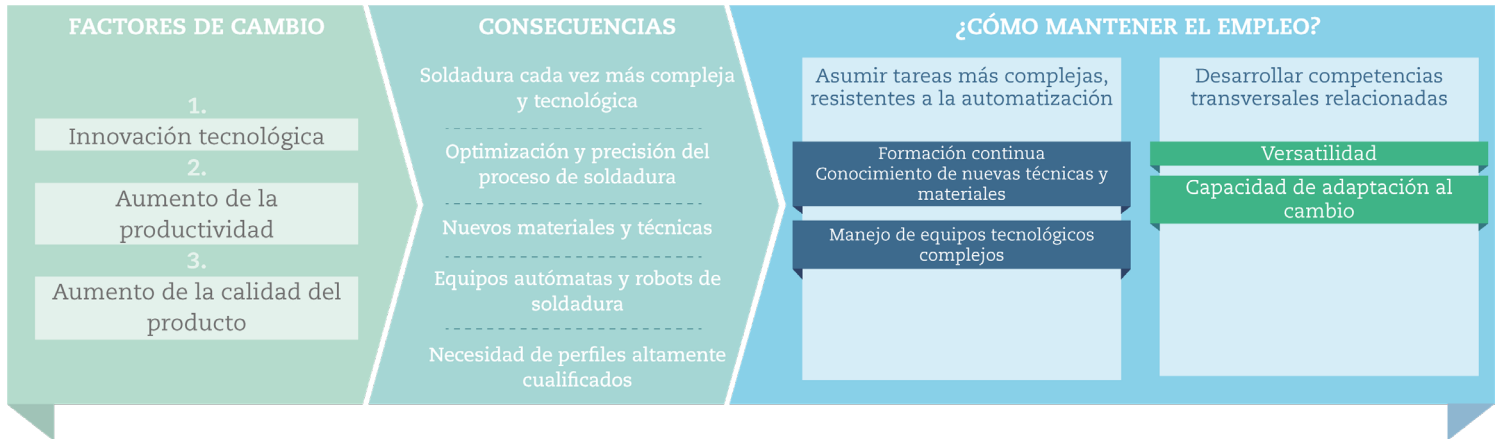 FACTORES DE CAMBIO
1.
Innovación tecnológica
2.
Aumento de la
productividad
3.
Aumento de la calidad del
producto
CONSECUENCIAS
Soldadura cada vez más compleja
y tecnológica
Optimización y precisión del
proceso de soldadura
Nuevos materiales y técnicas
Equipos autómatas y robots de
soldadura
Necesidad de perfiles altamente
cualificados
¿CÓMO MANTENER EL EMPLEO?
Asumir tareas más complejas,
resistentes a la automatización
Formación continua
Conocimiento de nuevas técnicas y
materiales
Manejo de equipos tecnológicos
complejos
Desarrollar competencias
transversales relacionadas
Versatilidad
Capacidad de adaptación al
cambio